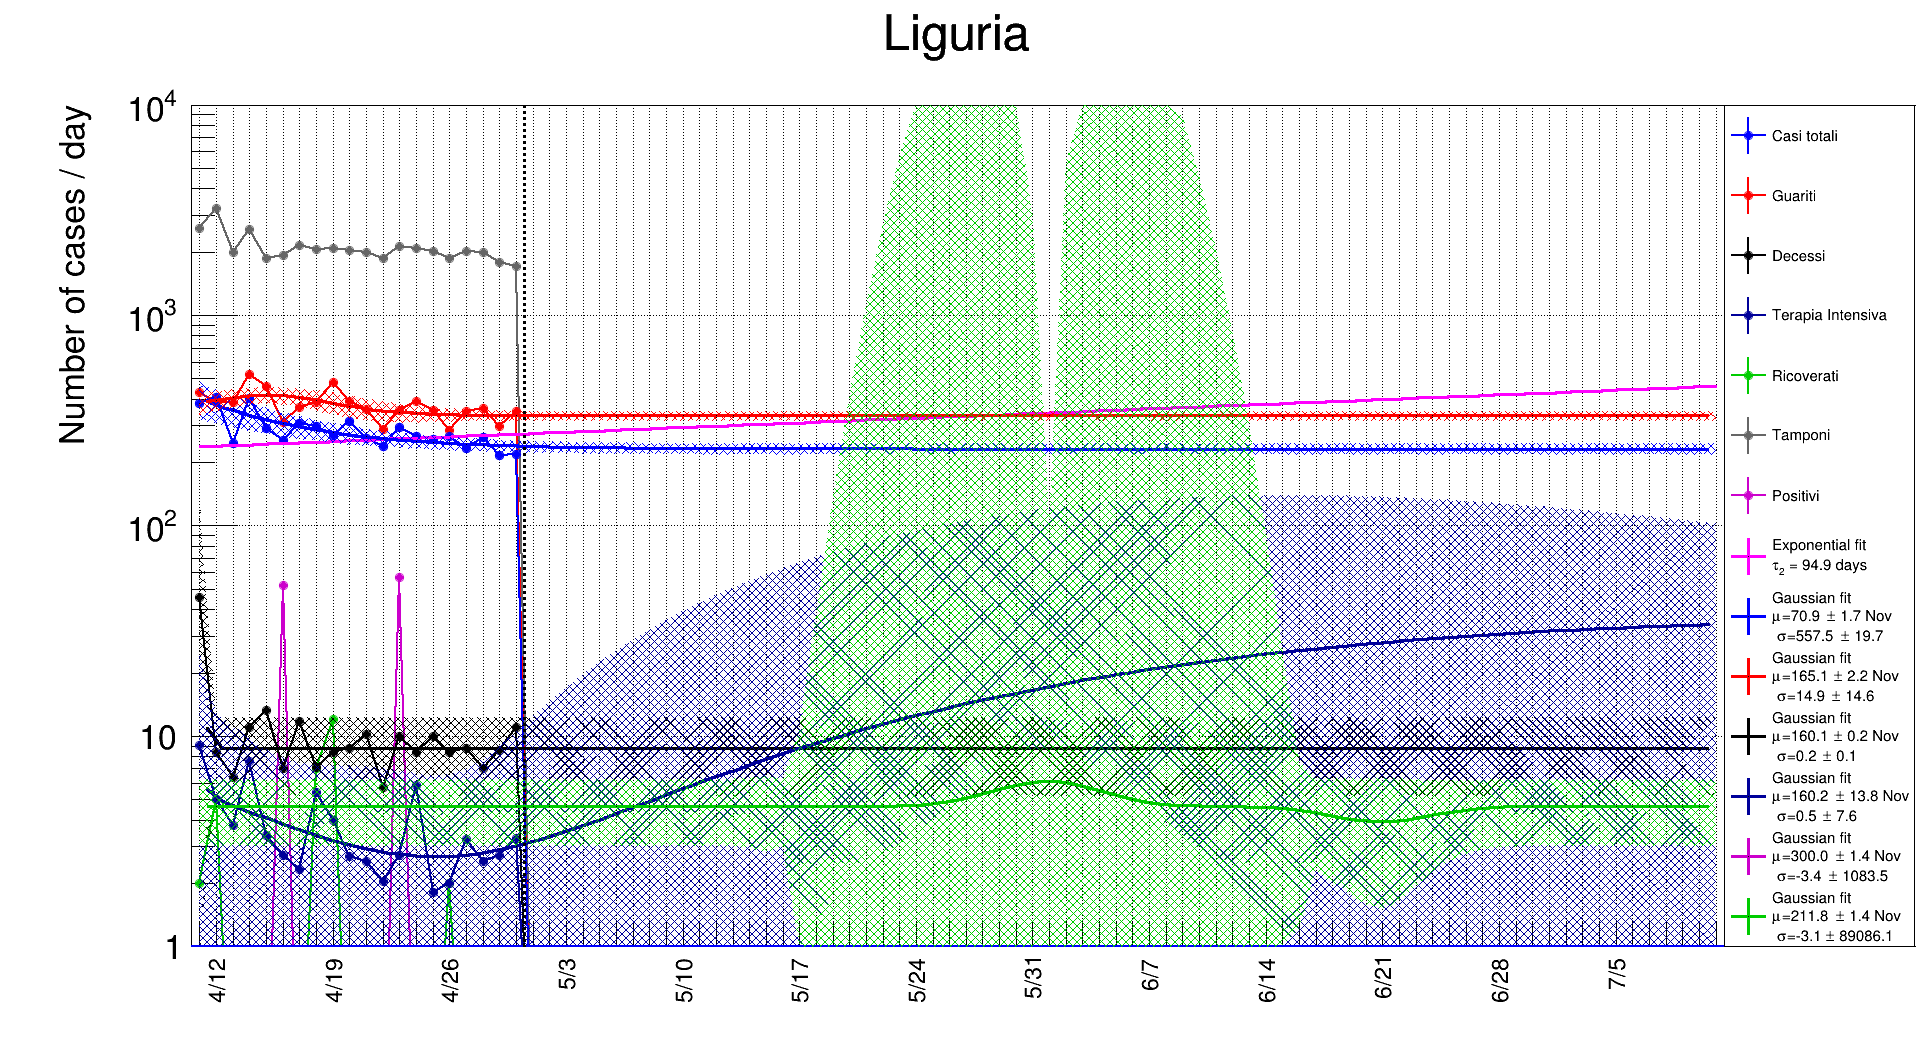 Liguria
Number of cases / day
10^4
10^3
10^2
10
1
4/12
4/19
4/26
5/3
5/10
5/17
5/24
5/31
6/7
6/14
6/21
6/28
7/5
Casi totali
Guariti
Decessi
Terapia Intensiva
Ricoverati
Tamponi
Positivi
Exponential fit
τ₂ = 94.9 days
Gaussian fit
μ=70.9 ± 1.7 Nov
σ=557.5 ± 19.7
Gaussian fit
μ=165.1 ± 2.2 Nov
σ=14.9 ± 14.6
Gaussian fit
μ=160.1 ± 0.2 Nov
σ=0.2 ± 0.1
Gaussian fit
μ=160.2 ± 13.8 Nov
σ=0.5 ± 7.6
Gaussian fit
μ=300.0 ± 1.4 Nov
σ=-3.4 ± 1083.5
Gaussian fit
μ=211.8 ± 1.4 Nov
σ=-3.1 ± 89086.1